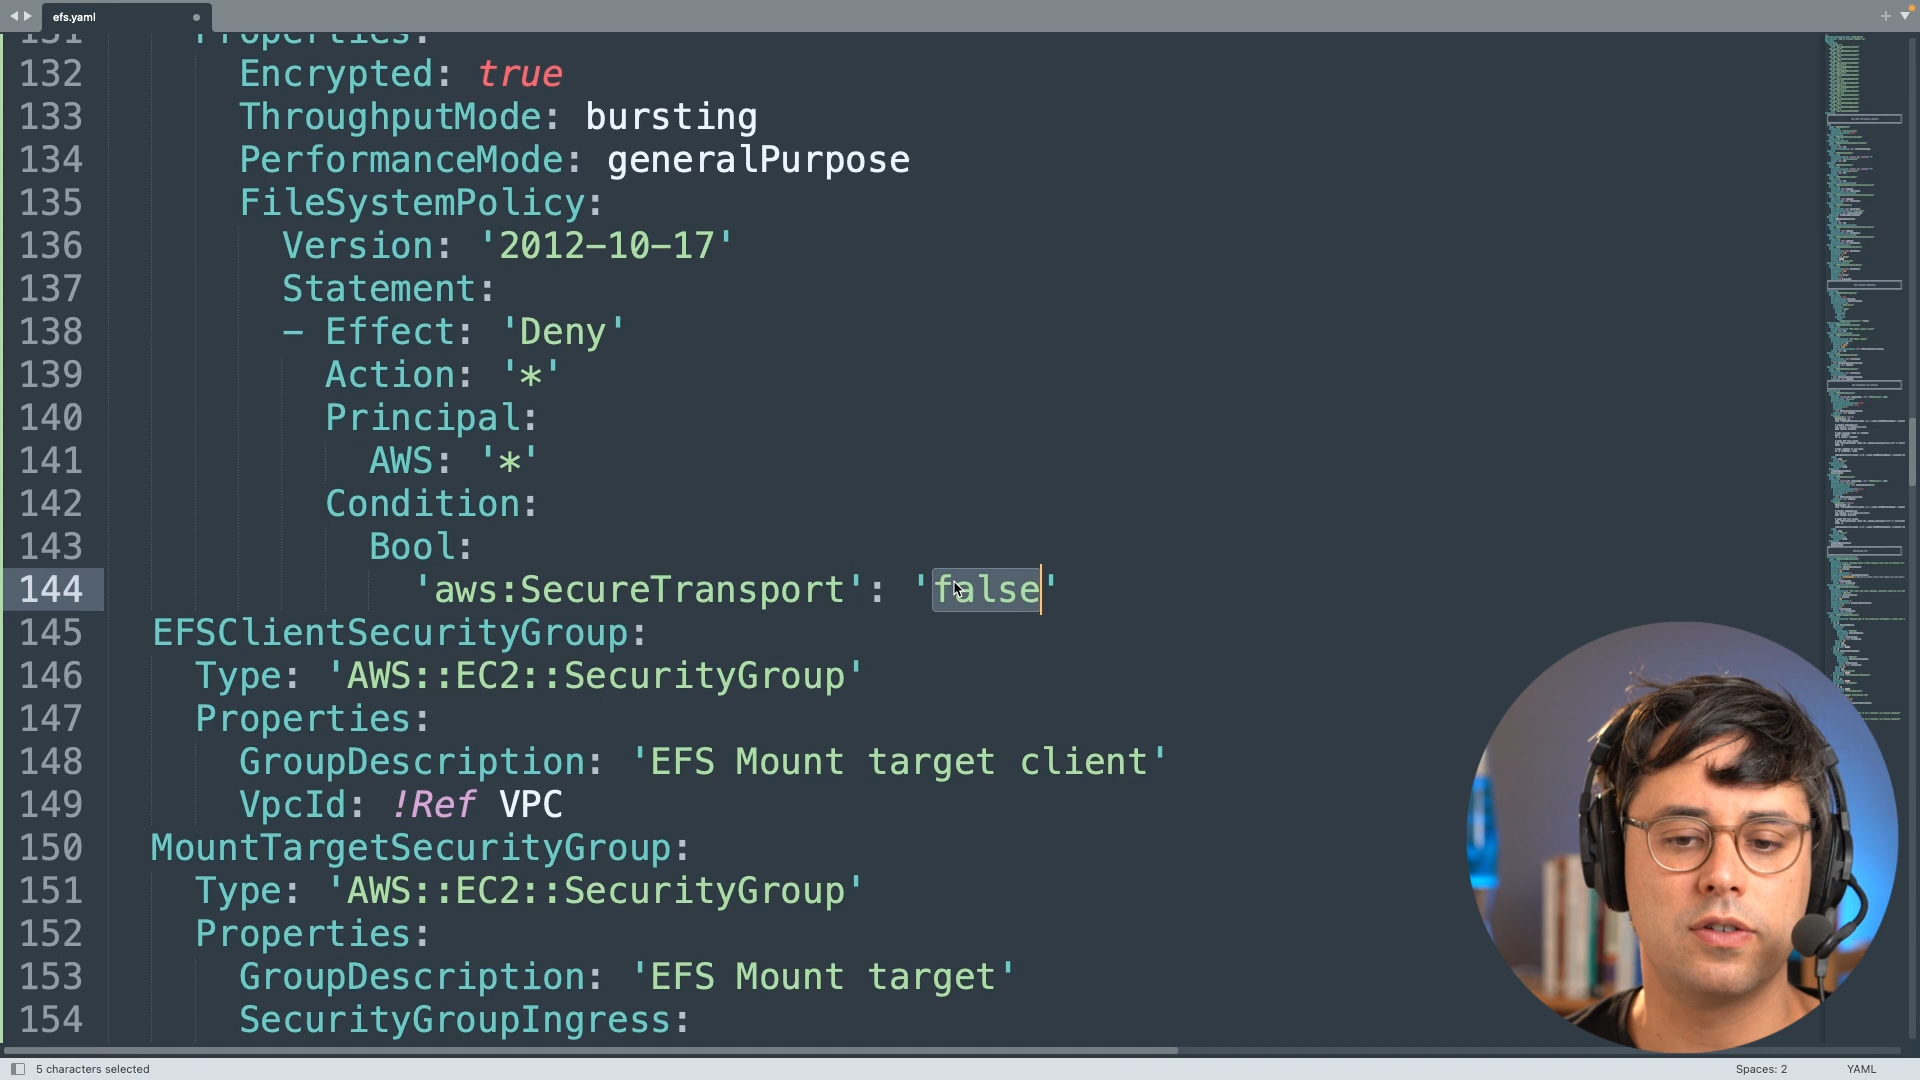 efs.yaml
131 Properties:
132 Encrypted: true
133 ThroughputMode: bursting
134 PerformanceMode: generalPurpose
135 FileSystemPolicy:
136 Version: '2012-10-17'
137 Statement:
138 - Effect: 'Deny'
139 Action: '*'
140 Principal:
141 AWS: '*'
142 Condition:
143 Bool:
144 'aws:SecureTransport': 'false'
145 EFSClientSecurityGroup:
146 Type: 'AWS::EC2::SecurityGroup'
147 Properties:
148 GroupDescription: 'EFS Mount target client'
149 VpcId: !Ref VPC
150 MountTargetSecurityGroup:
151 Type: 'AWS::EC2::SecurityGroup'
152 Properties:
153 GroupDescription: 'EFS Mount target'
154 SecurityGroupIngress:
5 characters selected
Spaces: 2
YAML